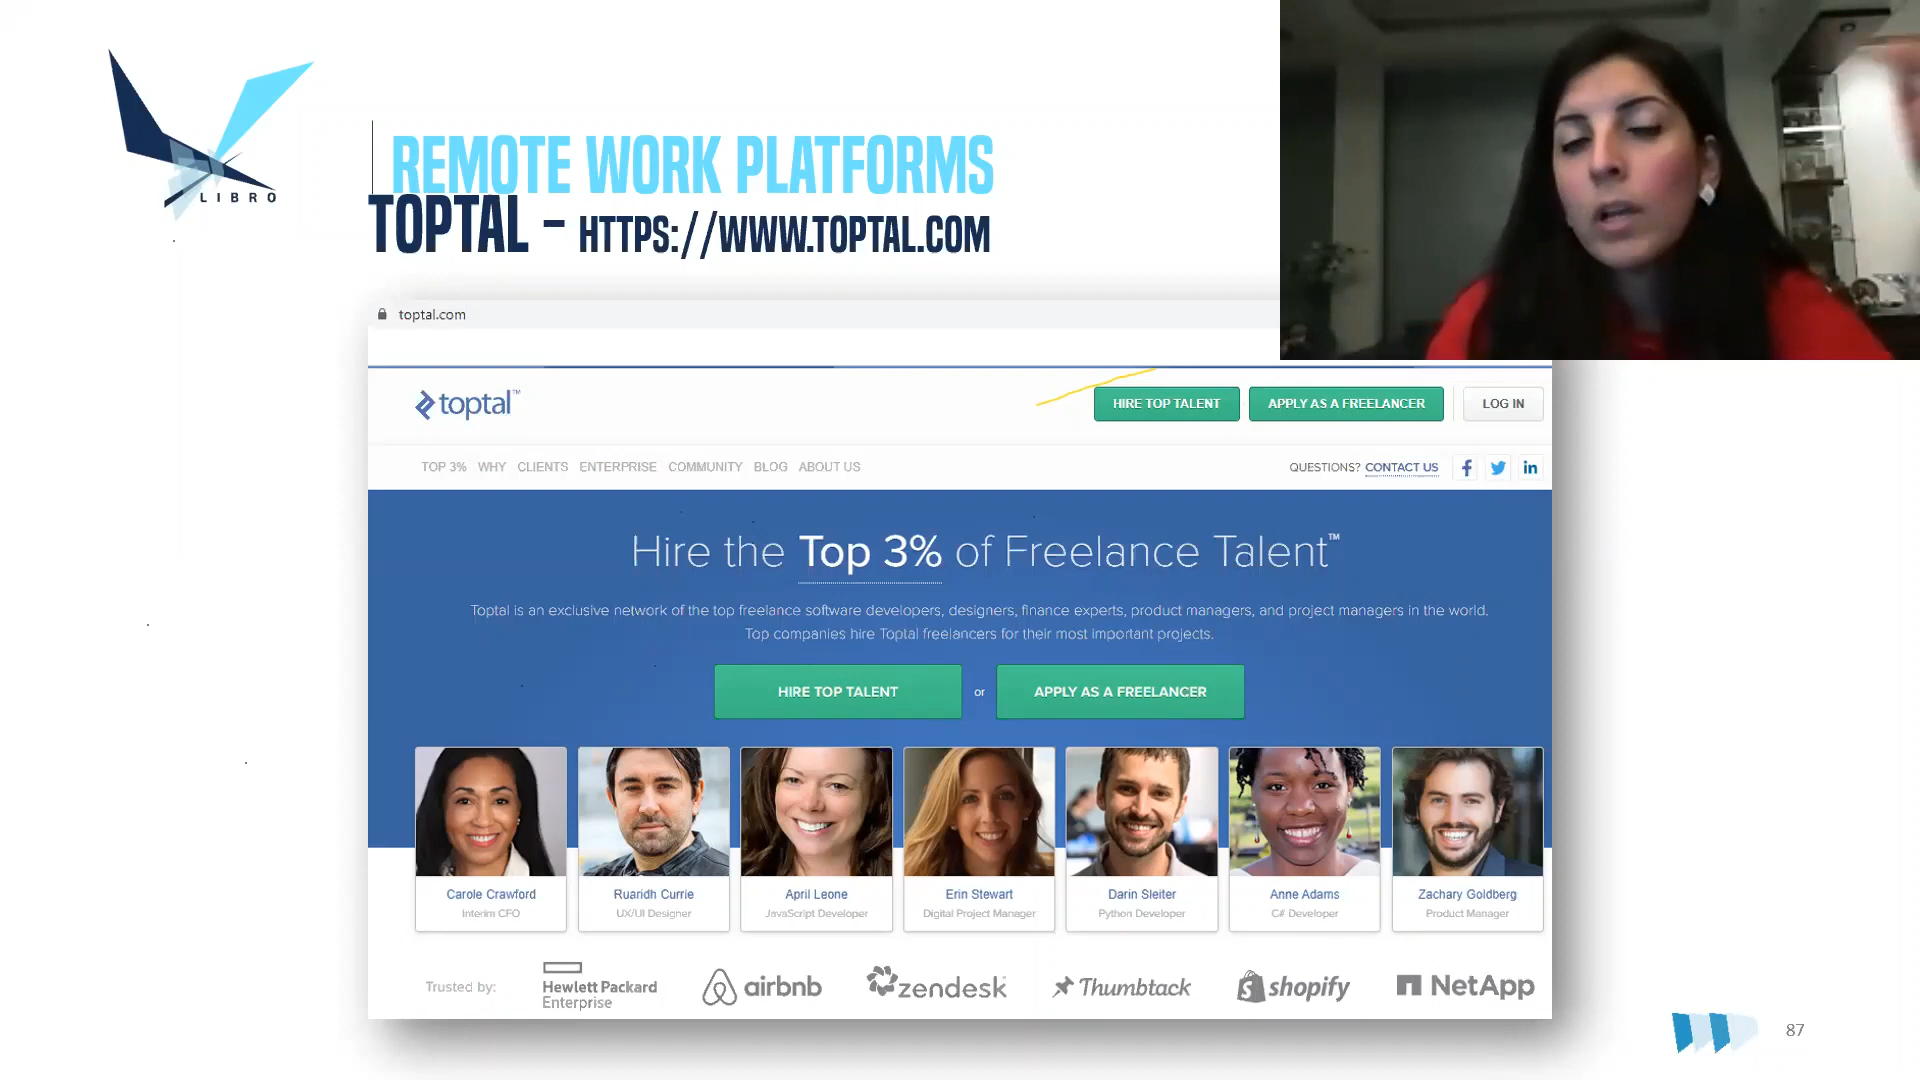 LIBRO
REMOTE WORK PLATFORMS
TOPTAL – HTTPS://WWW.TOPTAL.COM
toptal.com
toptal™
HIRE TOP TALENT
APPLY AS A FREELANCER
LOG IN
TOP 3% WHY CLIENTS ENTERPRISE COMMUNITY BLOG ABOUT US
QUESTIONS? CONTACT US
Hire the Top 3% of Freelance Talent™
Toptal is an exclusive network of the top freelance software developers, designers, finance experts, product managers, and project managers in the world.
Top companies hire Toptal freelancers for their most important projects.
HIRE TOP TALENT or APPLY AS A FREELANCER
Carole Crawford
Interim CFO
Ruaridh Currie
UX/UI Designer
April Leone
JavaScript Developer
Erin Stewart
Digital Project Manager
Darin Sleiter
Python Developer
Anne Adams
C# Developer
Zachary Goldberg
Product Manager
Trusted by:
Hewlett Packard
Enterprise
airbnb
zendesk
Thumbtack
shopify
NetApp
87